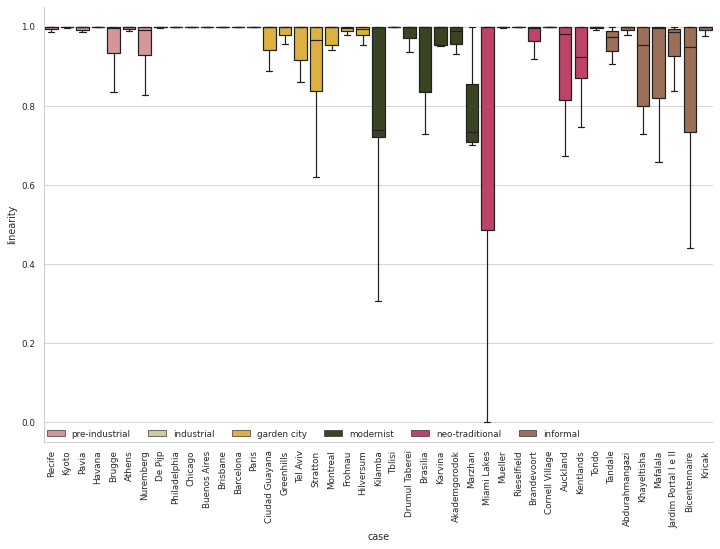 1.0
0.8
0.6
0.4
0.2
0.0
linearity
pre-industrial
industrial
garden city
modernist
neo-traditional
informal
Recife
Kyoto
Pavia
Havana
Brugge
Athens
Nuremberg
De Pijp
Philadelphia
Chicago
Buenos Aires
Brisbane
Barcelona
Paris
Ciudad Guayana
Greenhills
Tel Aviv
Stratton
Montreal
Frohnau
Hilversum
Kilamba
Tbilisi
Drumul Taberei
Brasilia
Karvina
Akademgorodok
Marzhan
Miami Lakes
Mueller
Rieselfield
Brandevoort
Cornell Village
Auckland
Kentlands
Tondo
Tandale
Abdurahmangazi
Khayeltisha
Mafalala
Jardim Portal I e II
Bicentennaire
Kricak
case